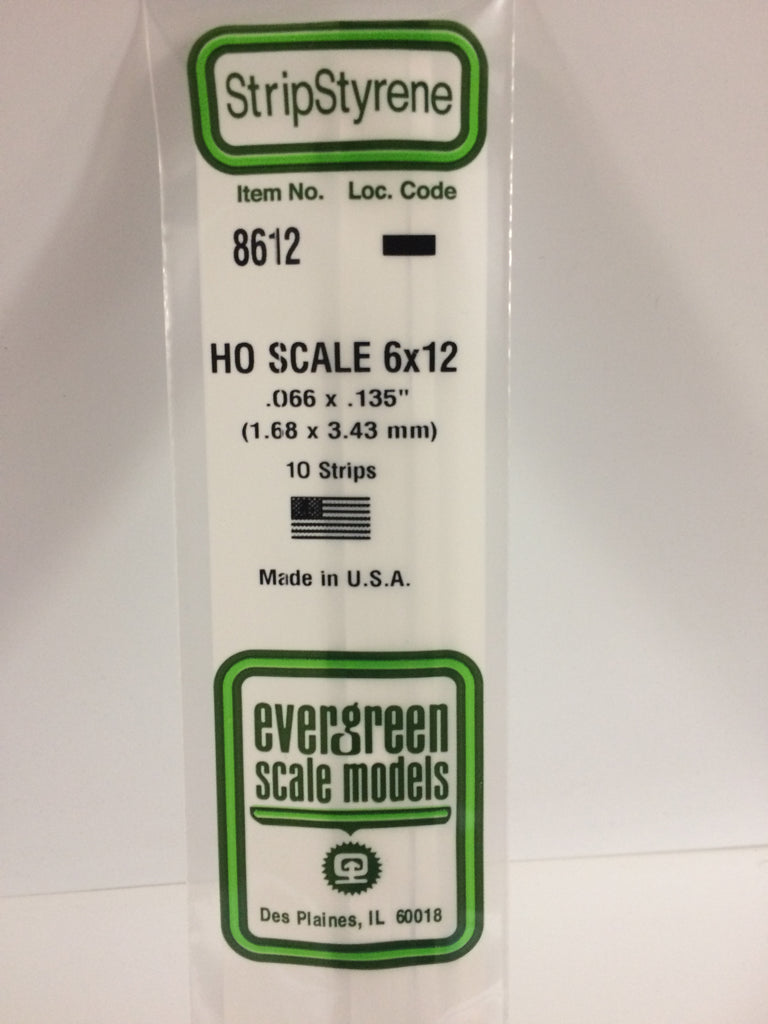 StripStyrene
Item No. Loc. Code
8612
HO SCALE 6x12
.066 x .135"
(1.68 x 3.43 mm)
10 Strips
Made in U.S.A.
evergreen
scale models
Des Plaines, IL 60018